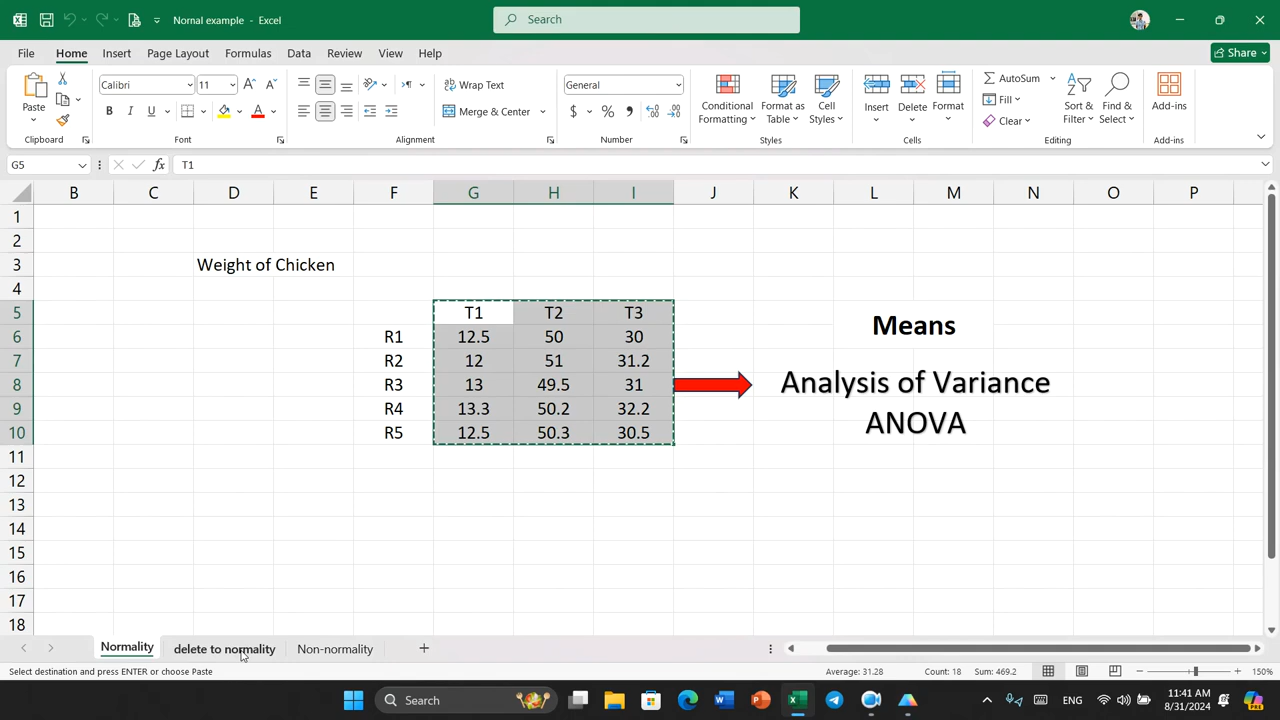 Nornal example - Excel
Search
File Home Insert Page Layout Formulas Data Review View Help
Share
Paste
Clipboard
Calibri 11
B I U A
Font
Wrap Text
Merge & Center
Alignment
General
$ % ,
Number
Conditional Formatting
Format as Table
Cell Styles
Styles
Insert Delete Format
Cells
AutoSum
Fill
Clear
Sort & Filter
Find & Select
Editing
Add-ins
Add-ins
G5 fx T1
B C D E F G H I J K L M N O P
1
2
3 Weight of Chicken
4
5 T1 T2 T3
6 R1 12.5 50 30
7 R2 12 51 31.2
8 R3 13 49.5 31
9 R4 13.3 50.2 32.2
10 R5 12.5 50.3 30.5
Means
Analysis of Variance
ANOVA
11
12
13
14
15
16
17
18
Normality delete to normality Non-normality +
Select destination and press ENTER or choose Paste Average: 31.28 Count: 18 Sum: 469.2 150%
Search ENG 11:41 AM
8/31/2024